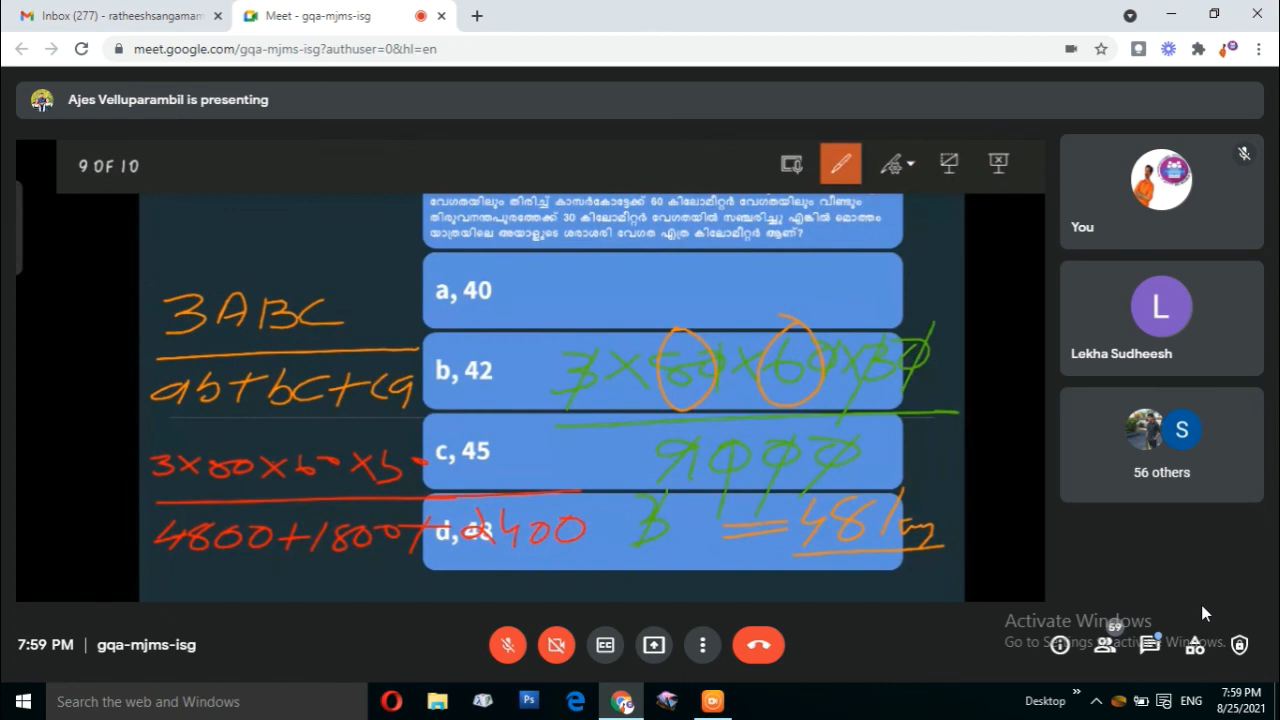 Inbox (277) - ratheeshsangamam
Meet - gqa-mjms-isg
meet.google.com/gqa-mjms-isg?authuser=0&hl=en
Ajes Velluparambil is presenting
9 OF 10
വേഗതയിലും തിരിച്ച് കാസർകോട്ടേക്ക് 60 കിലോമീറ്റർ വേഗതയിലും വീണ്ടും
തിരുവനന്തപുരത്തേക്ക് 30 കിലോമീറ്റർ വേഗതയിൽ സഞ്ചരിച്ചു എങ്കിൽ മൊത്തം
യാത്രയിലെ അയാളുടെ ശരാശരി വേഗത എത്ര കിലോമീറ്റർ ആണ്?
a, 40
3ABC
ab+bC+ca
b, 42
3×80×60×30
c, 45
9000
3×80×60×30
d, 48
4800+1800+2400
3
=48km
You
L
Lekha Sudheesh
S
56 others
Activate Windows
Go to Settings to activate Windows.
7:59 PM | gqa-mjms-isg
59
Search the web and Windows
Desktop
ENG
7:59 PM
8/25/2021